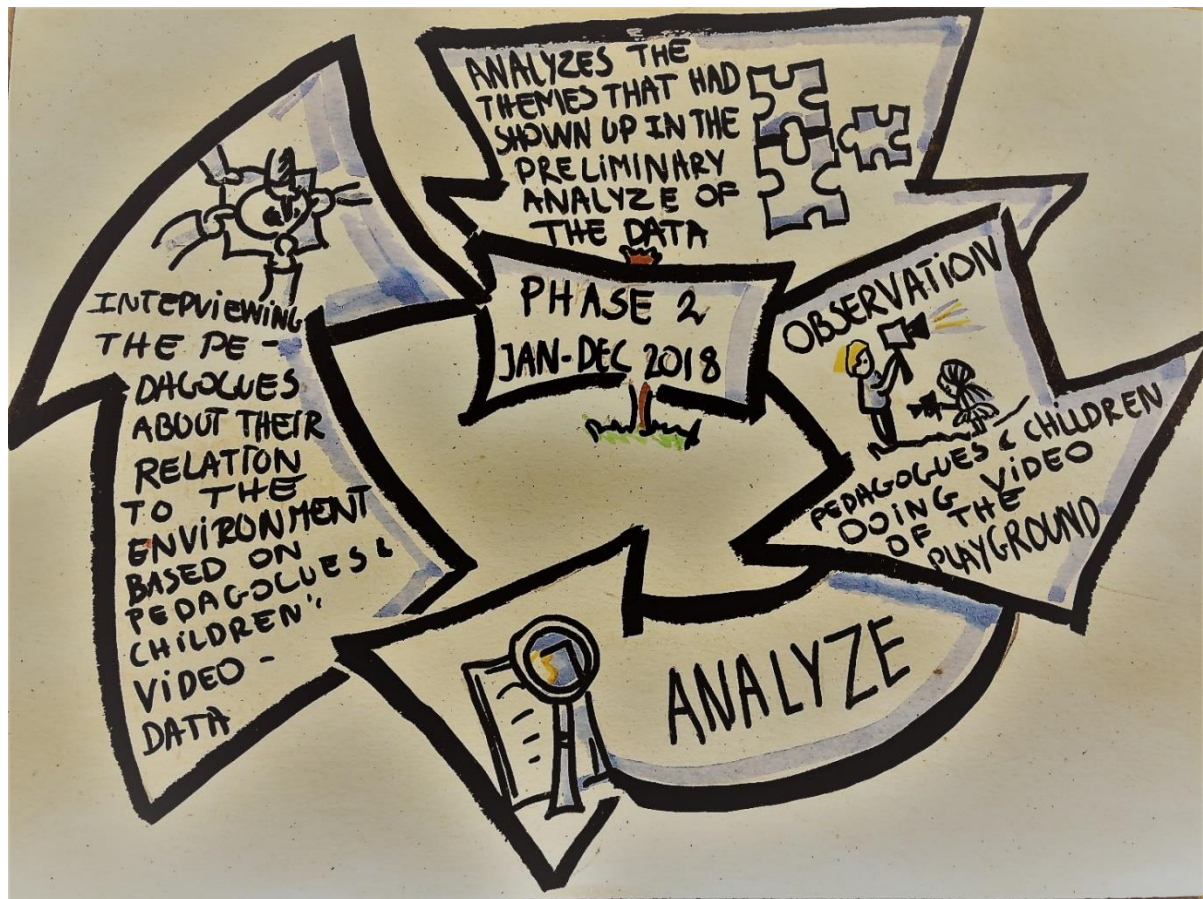 ANALYZES THE
THEMES THAT HAD
SHOWN UP IN THE
PRELIMINARY
ANALYZE OF
THE DATA
PHASE 2
JAN-DEC 2018
OBSERVATION
PEDAGOGUES & CHILDREN
DOING VIDEO
OF THE
PLAYGROUND
ANALYZE
INTERVIEWING
THE PE-
DAGOGUES
ABOUT THEIR
RELATION
TO THE
ENVIRONMENT
BASED ON
PEDAGOGUES &
CHILDREN'
VIDEO-
DATA